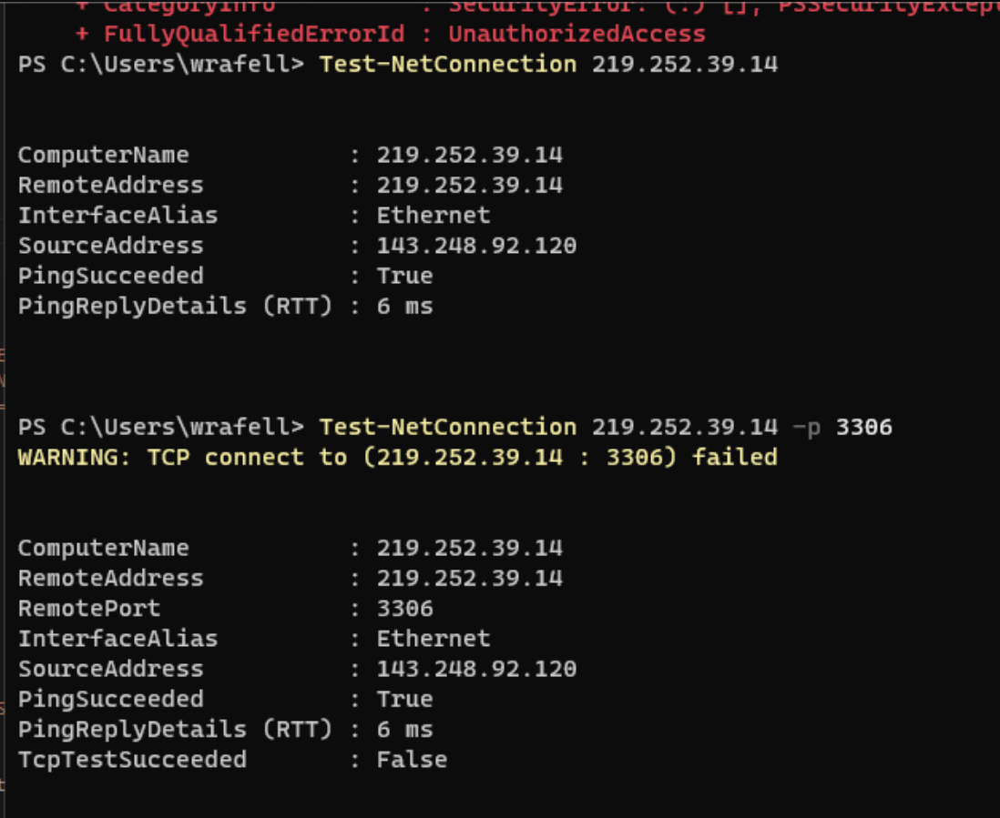 + CategoryInfo : SecurityError: (:) [],
+ FullyQualifiedErrorId : UnauthorizedAccess
PS C:\Users\wrafell> Test-NetConnection 219.252.39.14
ComputerName : 219.252.39.14
RemoteAddress : 219.252.39.14
InterfaceAlias : Ethernet
SourceAddress : 143.248.92.120
PingSucceeded : True
PingReplyDetails (RTT) : 6 ms
PS C:\Users\wrafell> Test-NetConnection 219.252.39.14 -p 3306
WARNING: TCP connect to (219.252.39.14 : 3306) failed
ComputerName : 219.252.39.14
RemoteAddress : 219.252.39.14
RemotePort : 3306
InterfaceAlias : Ethernet
SourceAddress : 143.248.92.120
PingSucceeded : True
PingReplyDetails (RTT) : 6 ms
TcpTestSucceeded : False